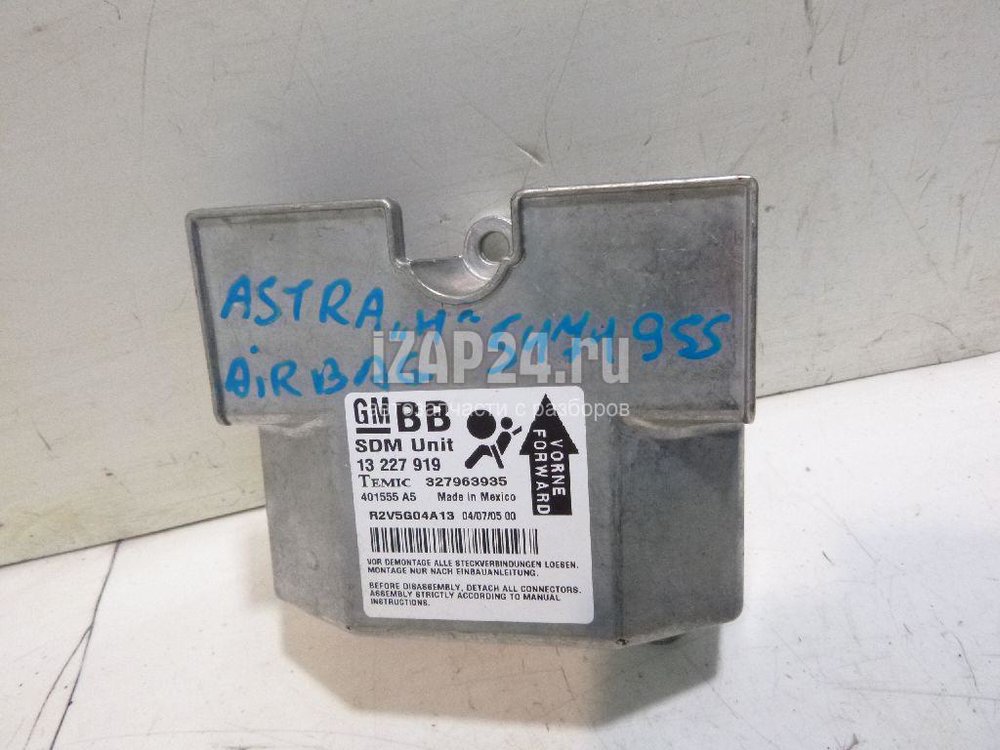 ASTRA „H" 5171955
AIRBAG
iZAP24.ru
автозапчасти с разборов
GM BB
SDM Unit
13 227 919
TEMIC 327963935
401555 A5 Made in Mexico
R2V5G04A13 04/07/05 00
VORNE
FORWARD
VOR DEMONTAGE ALLE STECKVERBINDUNGEN LOESEN.
MONTAGE NUR NACH EINBAUANLEITUNG.
BEFORE DISASSEMBLY, DETACH ALL CONNECTORS.
ASSEMBLY STRICTLY ACCORDING TO MANUAL
INSTRUCTIONS.